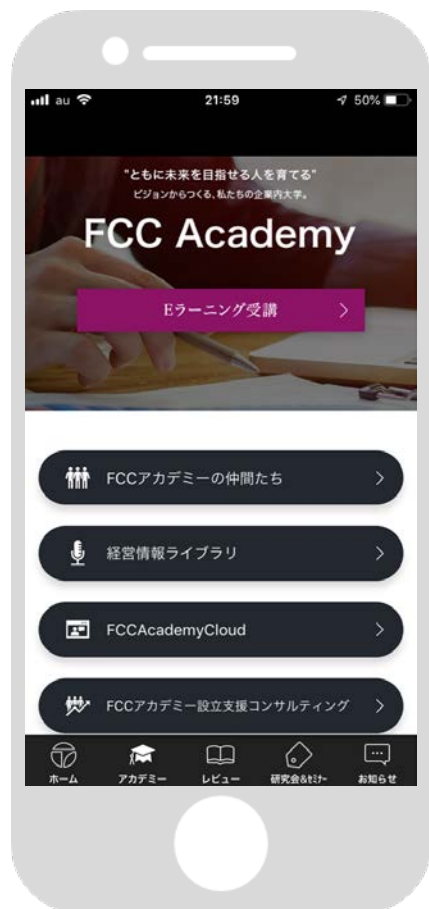 au
21:59
50%
"ともに未来を目指せる人を育てる"
ビジョンからつくる、私たちの企業内大学。
FCC Academy
Eラーニング受講
FCCアカデミーの仲間たち
経営情報ライブラリ
FCCAcademyCloud
FCCアカデミー設立支援コンサルティング
ホーム
アカデミー
レビュー
研究会&セミナー
お知らせ